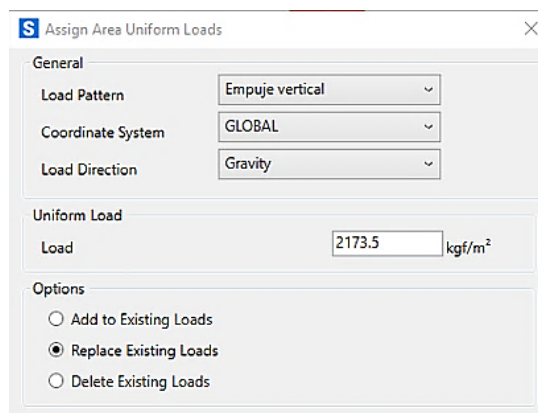 S Assign Area Uniform Loads
General
Load Pattern Empuje vertical
Coordinate System GLOBAL
Load Direction Gravity
Uniform Load
Load 2173.5 kgf/m²
Options
Add to Existing Loads
Replace Existing Loads
Delete Existing Loads